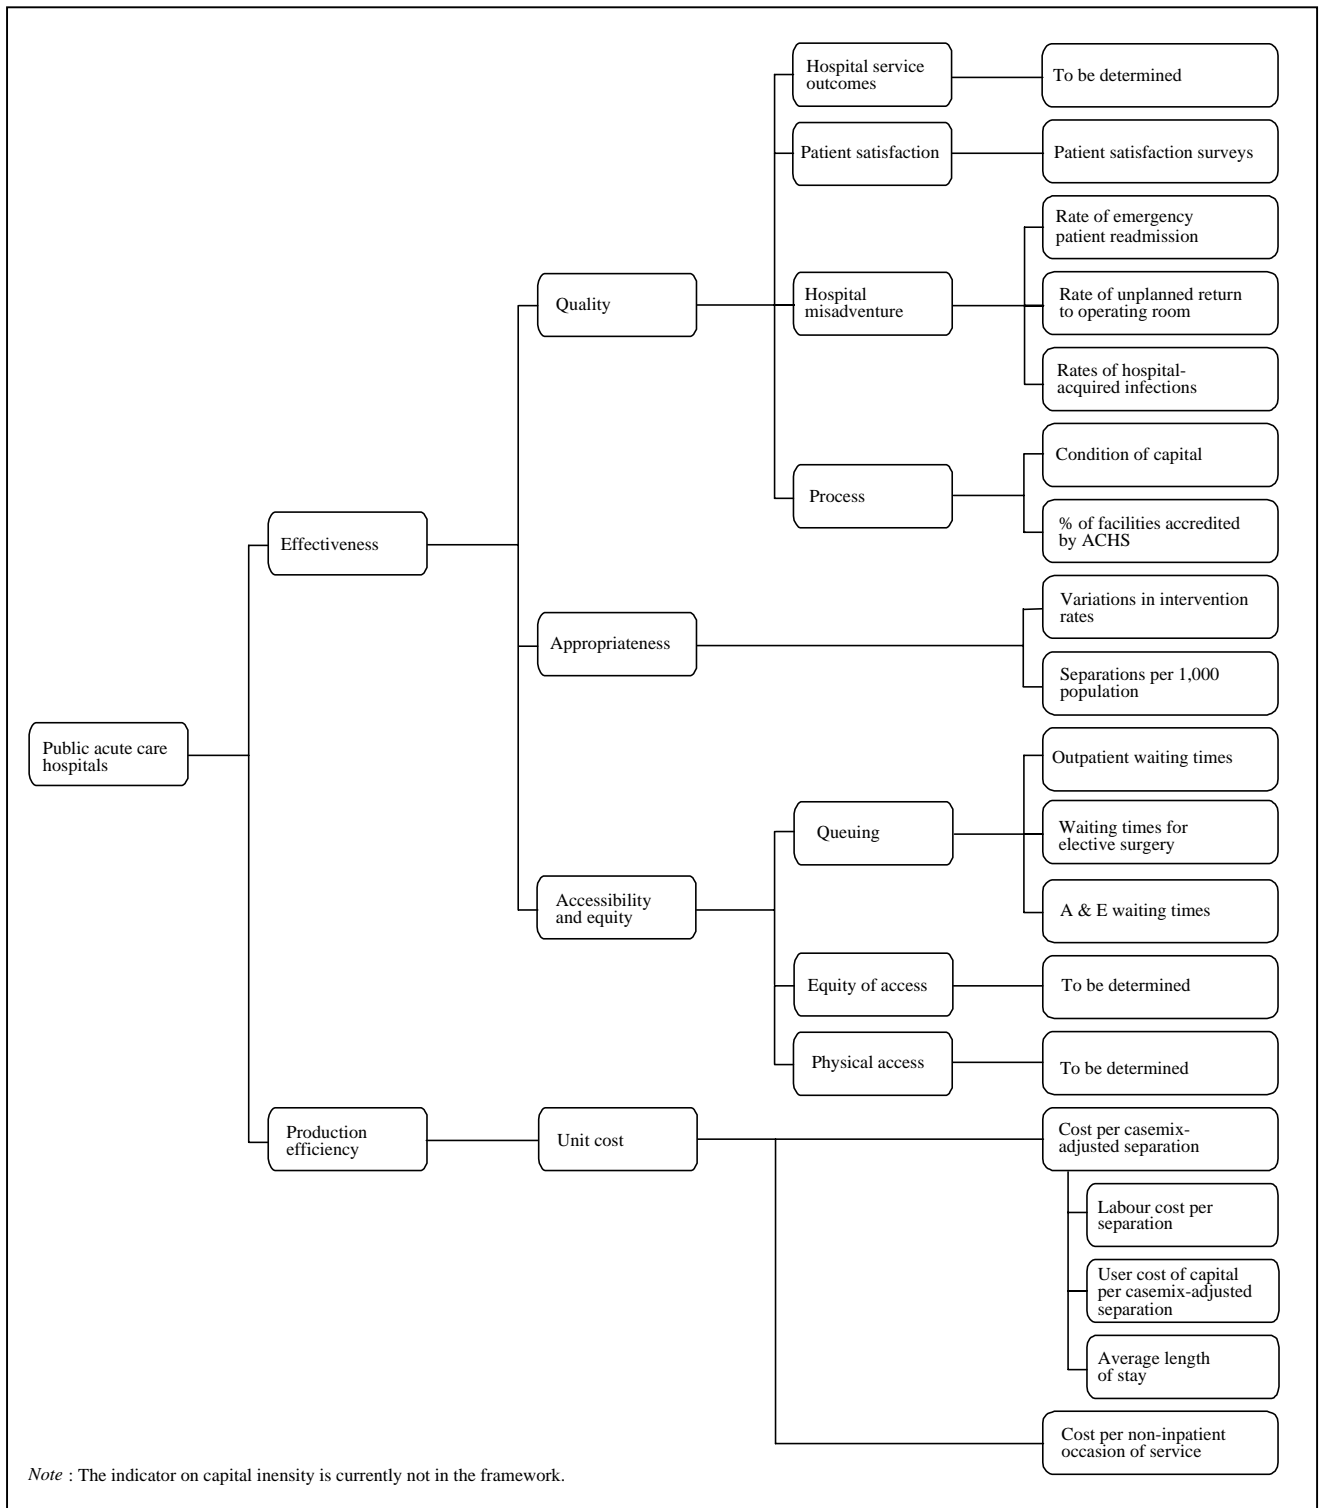 Hospital service
outcomes
To be determined
Patient satisfaction
Patient satisfaction surveys
Rate of emergency
patient readmission
Quality
Hospital
misadventure
Rate of unplanned return
to operating room
Rates of hospital-
acquired infections
Condition of capital
Process
% of facilities accredited
by ACHS
Effectiveness
Variations in intervention
rates
Appropriateness
Separations per 1,000
population
Public acute care
hospitals
Outpatient waiting times
Queuing
Waiting times for
elective surgery
Accessibility
and equity
A & E waiting times
Equity of access
To be determined
Physical access
To be determined
Production
efficiency
Unit cost
Cost per casemix-
adjusted separation
Labour cost per
separation
User cost of capital
per casemix-adjusted
separation
Average length
of stay
Cost per non-inpatient
occasion of service
Note : The indicator on capital inensity is currently not in the framework.